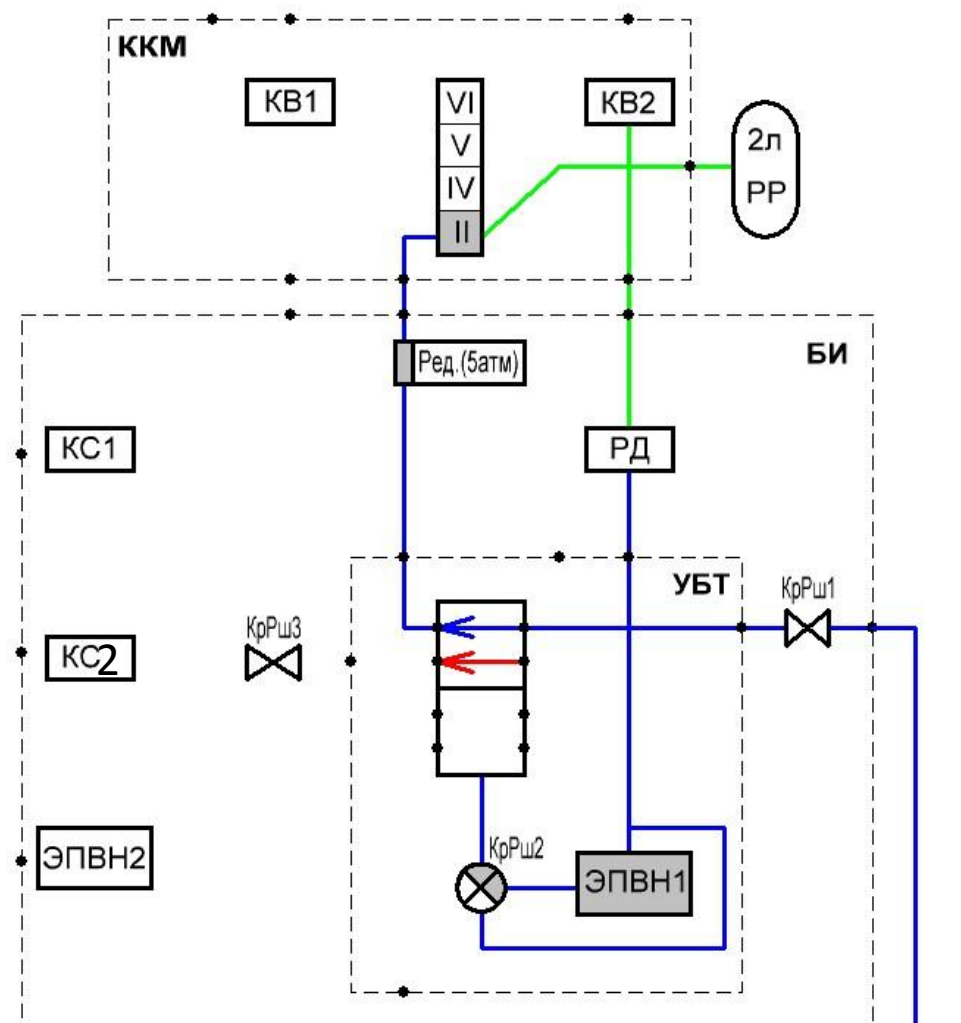 ККМ
КВ1
VI
V
IV
II
КВ2
2л
РР
БИ
Ред.(5атм)
КС1
РД
УБТ
КрРш1
КрРш3
КС2
КрРш2
ЭПВН2
ЭПВН1